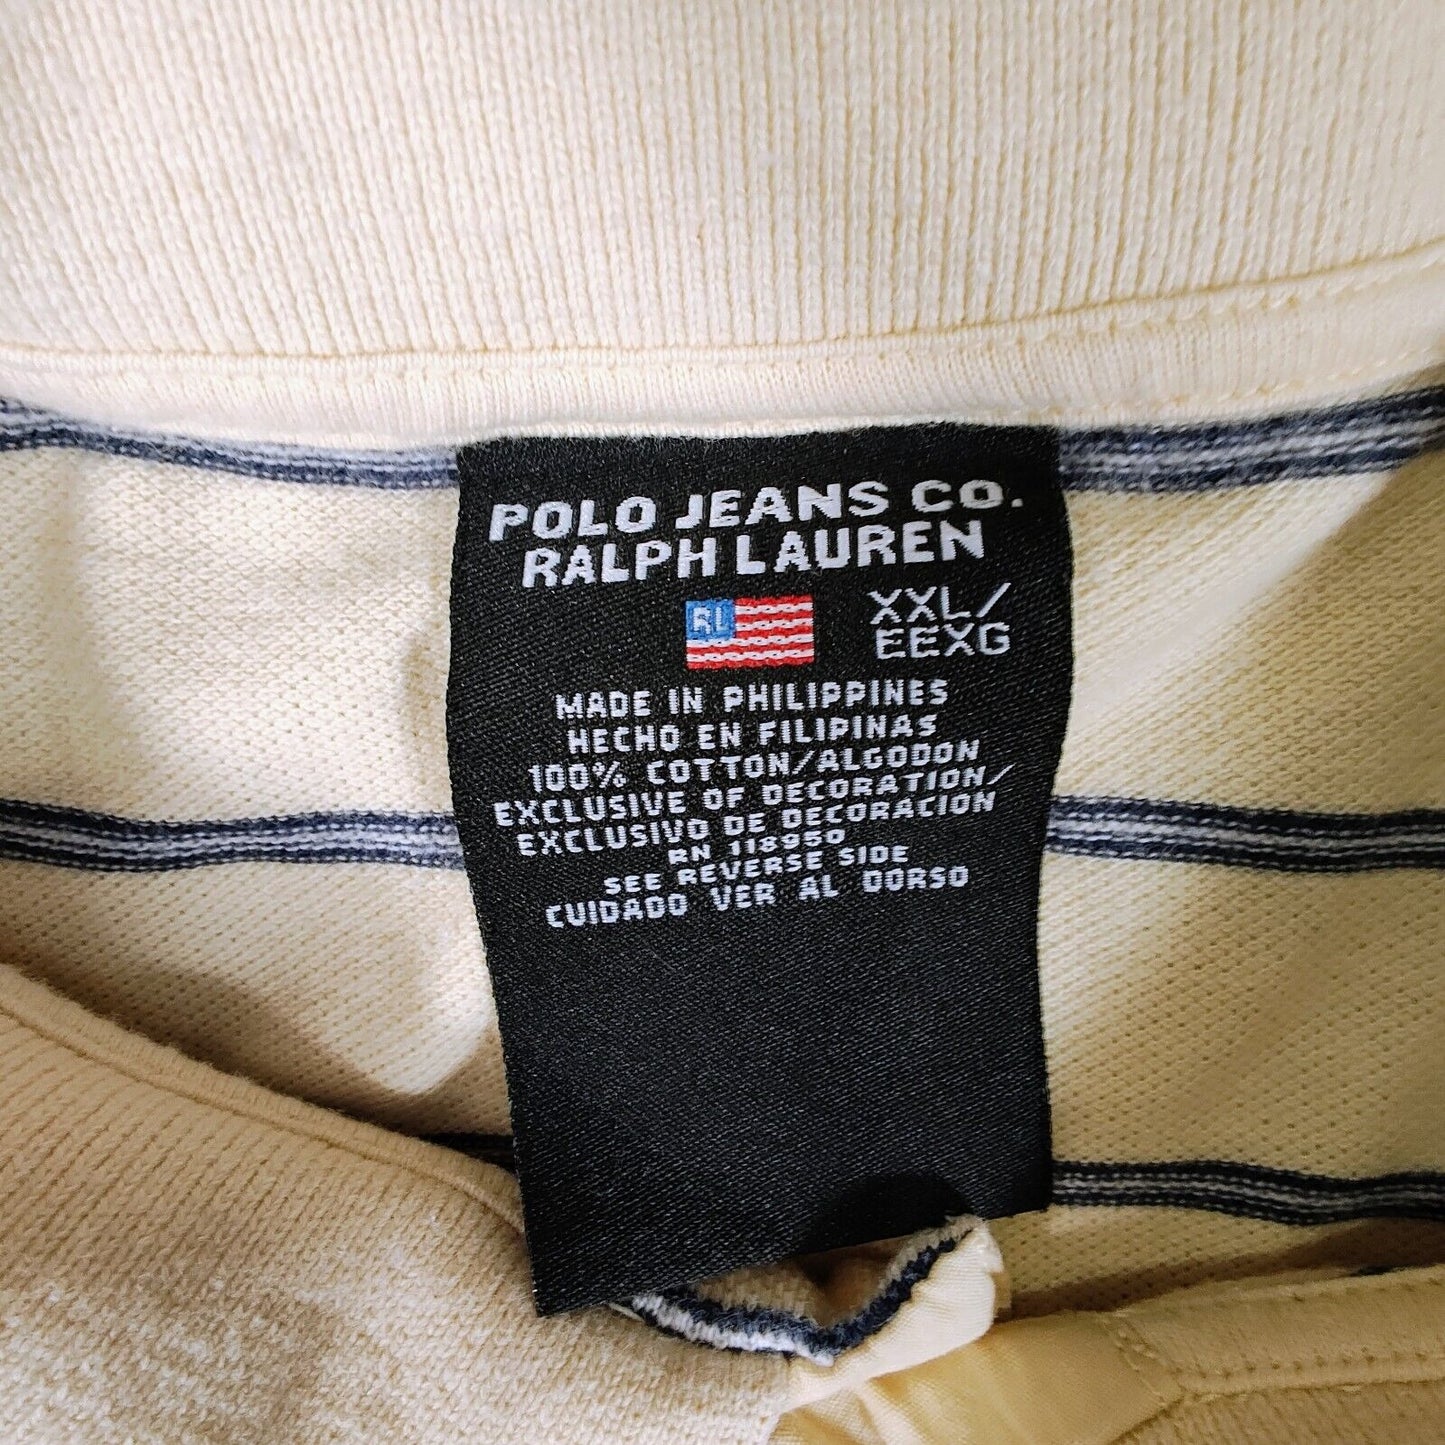 POLO JEANS CO.
RALPH LAUREN
RL
XXL/
EEXG
MADE IN PHILIPPINES
HECHO EN FILIPINAS
100% COTTON/ALGODON
EXCLUSIVE OF DECORATION/
EXCLUSIVO DE DECORACION
RN 118950
SEE REVERSE SIDE
CUIDADO VER AL DORSO